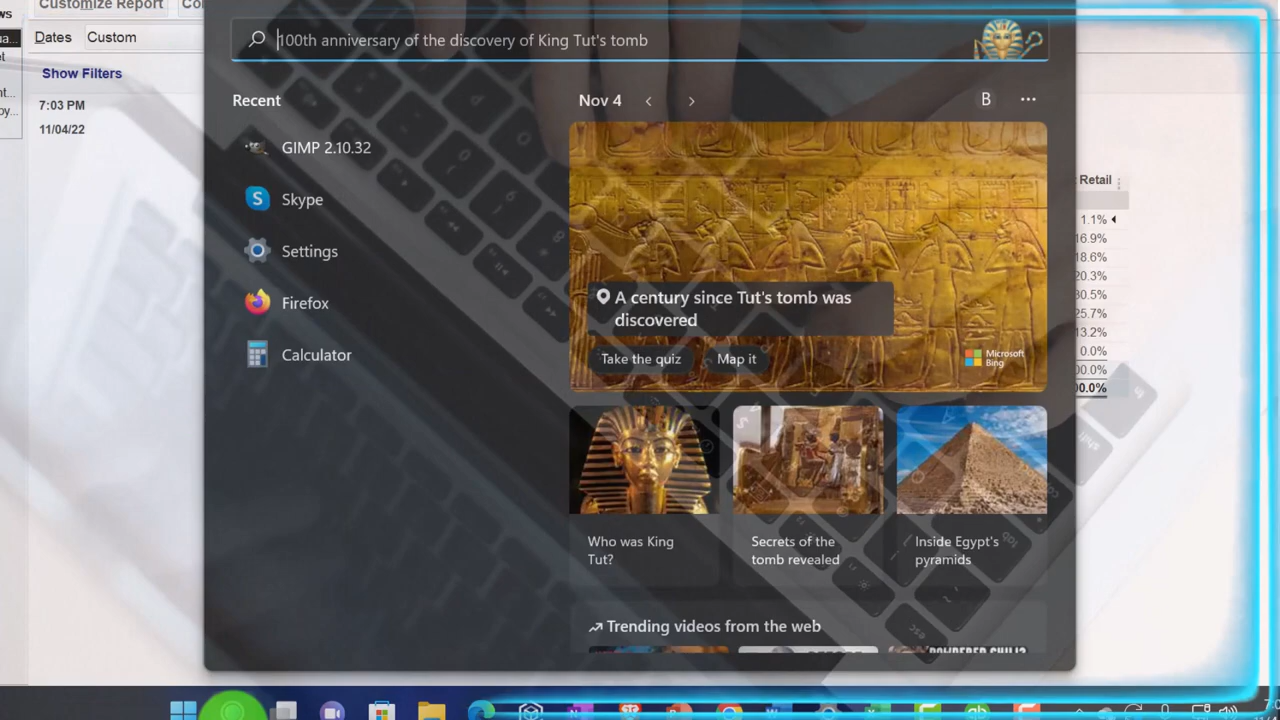 Customize Report
Dates
Custom
Show Filters
7:03 PM
11/04/22
100th anniversary of the discovery of King Tut's tomb
Recent
GIMP 2.10.32
Skype
Settings
Firefox
Calculator
Nov 4
B
A century since Tut's tomb was
discovered
Take the quiz
Map it
Microsoft
Bing
Who was King
Tut?
Secrets of the
tomb revealed
Inside Egypt's
pyramids
Trending videos from the web
POWDERED CHILI?
Retail
1.1%
16.9%
18.6%
20.3%
30.5%
25.7%
13.2%
0.0%